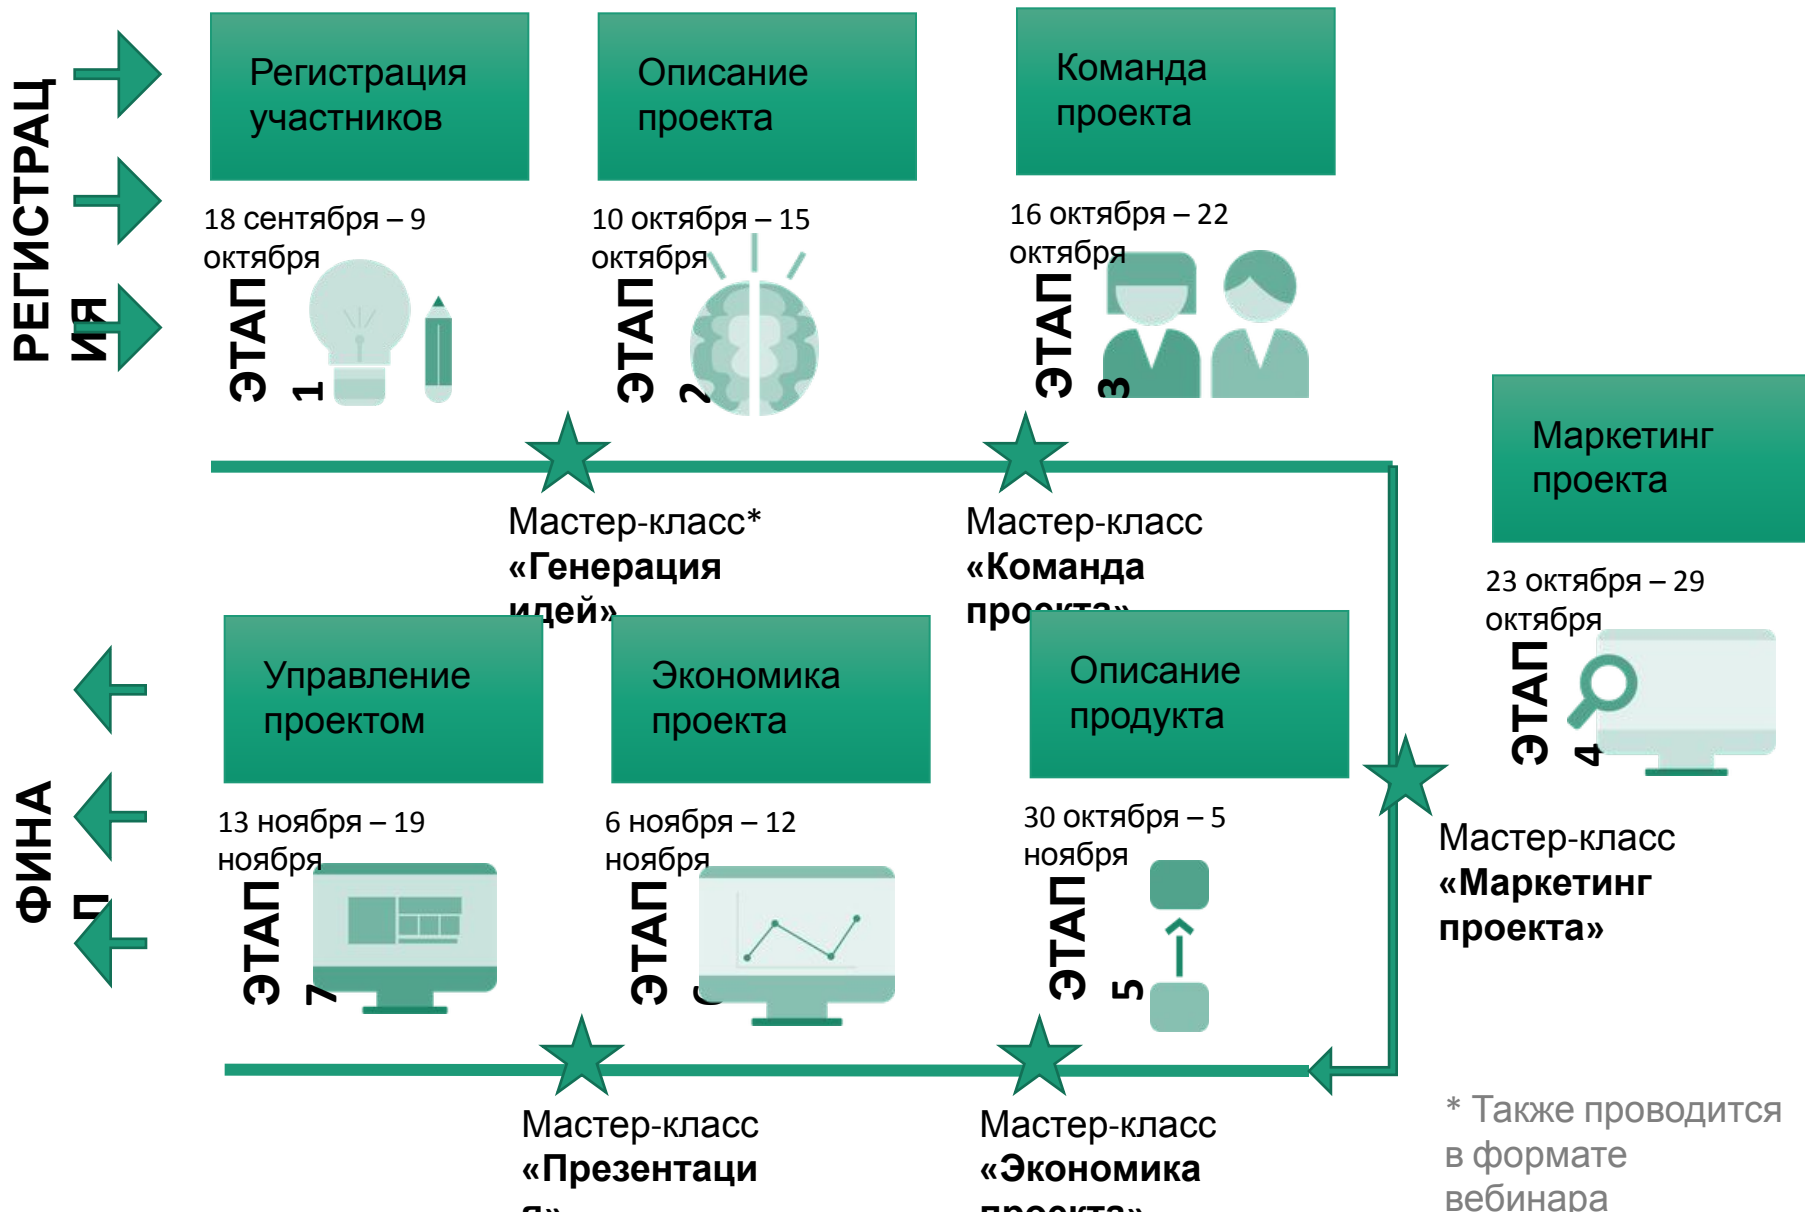 РЕГИСТРАЦ
ИЯ
Регистрация
участников
18 сентября – 9
октября
ЭТАП
1
Описание
проекта
10 октября – 15
октября
ЭТАП
2
Команда
проекта
16 октября – 22
октября
ЭТАП
3
Мастер-класс*
«Генерация
идей»
Мастер-класс
«Команда
проекта»
Маркетинг
проекта
23 октября – 29
октября
ЭТАП
4
Мастер-класс
«Маркетинг
проекта»
ФИНА
Л
Управление
проектом
13 ноября – 19
ноября
ЭТАП
7
Экономика
проекта
6 ноября – 12
ноября
ЭТАП
6
Описание
продукта
30 октября – 5
ноября
ЭТАП
5
Мастер-класс
«Презентаци
я»
Мастер-класс
«Экономика
проекта»
* Также проводится
в формате
вебинара